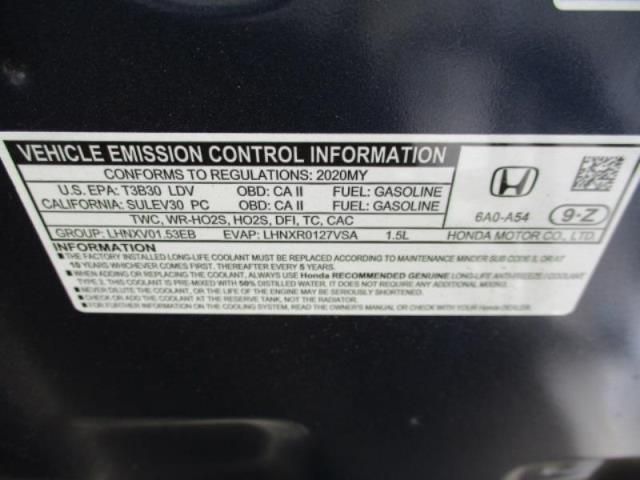 VEHICLE EMISSION CONTROL INFORMATION
CONFORMS TO REGULATIONS: 2020MY
U.S. EPA: T3B30 LDV OBD: CA II FUEL: GASOLINE
CALIFORNIA: SULEV30 PC OBD: CA II FUEL: GASOLINE
TWC, WR-HO2S, HO2S, DFI, TC, CAC
GROUP: LHNXV01.53EB EVAP: LHNXR0127VSA 1.5L
6A0-A54 9-Z
HONDA MOTOR CO., LTD.
INFORMATION
■THE FACTORY INSTALLED LONG-LIFE COOLANT MUST BE REPLACED ACCORDING TO MAINTENANCE MINDER SUB CODE 5, OR AT
10 YEARS WHICHEVER COMES FIRST. THEREAFTER EVERY 5 YEARS.
■WHEN ADDING OR REPLACING THE COOLANT, ALWAYS USE Honda RECOMMENDED GENUINE LONG-LIFE ANTI-FREEZE/COOLANT
TYPE 2. THIS COOLANT IS PRE-MIXED WITH 50% DISTILLED WATER. IT DOES NOT REQUIRE ANY ADDITIONAL MIXING.
■NEVER DILUTE THE COOLANT, OR THE LIFE OF THE ENGINE MAY BE SERIOUSLY SHORTENED.
■CHECK OR ADD THE COOLANT AT THE RESERVE TANK, NOT THE RADIATOR.
■FOR FURTHER INFORMATION ON THE COOLING SYSTEM, READ THE OWNER'S MANUAL OR CHECK WITH your Honda DEALER.